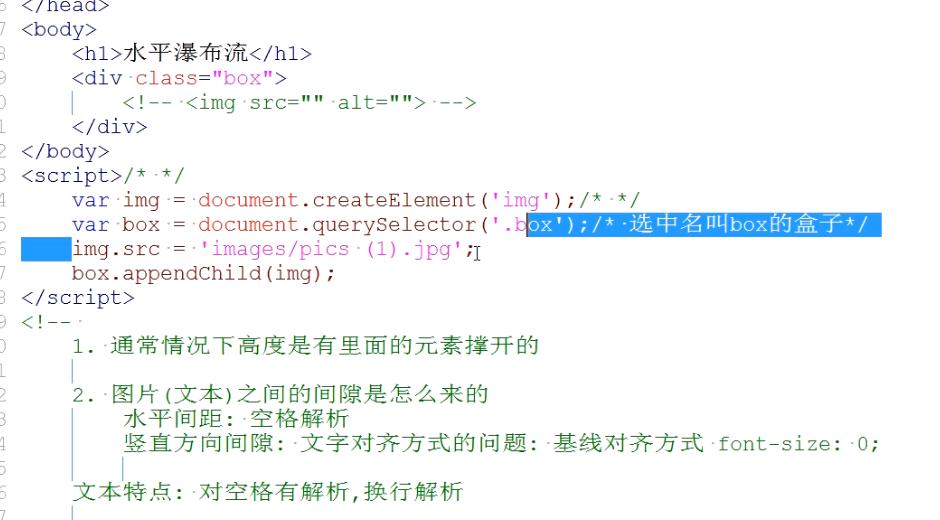 6 </head>
7 <body>
8 <h1>水平瀑布流</h1>
9 <div class="box">
0 <!-- <img src="" alt=""> -->
1 </div>
2 </body>
3 <script>/* */
4 var img = document.createElement('img');/* */
5 var box = document.querySelector('.box');/* 选中名叫box的盒子*/
6 img.src = 'images/pics (1).jpg';
7 box.appendChild(img);
8 </script>
9 <!--
0 1. 通常情况下高度是有里面的元素撑开的
1
2 2. 图片(文本)之间的间隙是怎么来的
3 水平间距: 空格解析
4 竖直方向间隙: 文字对齐方式的问题: 基线对齐方式 font-size: 0;
5
6 文本特点: 对空格有解析,换行解析
7